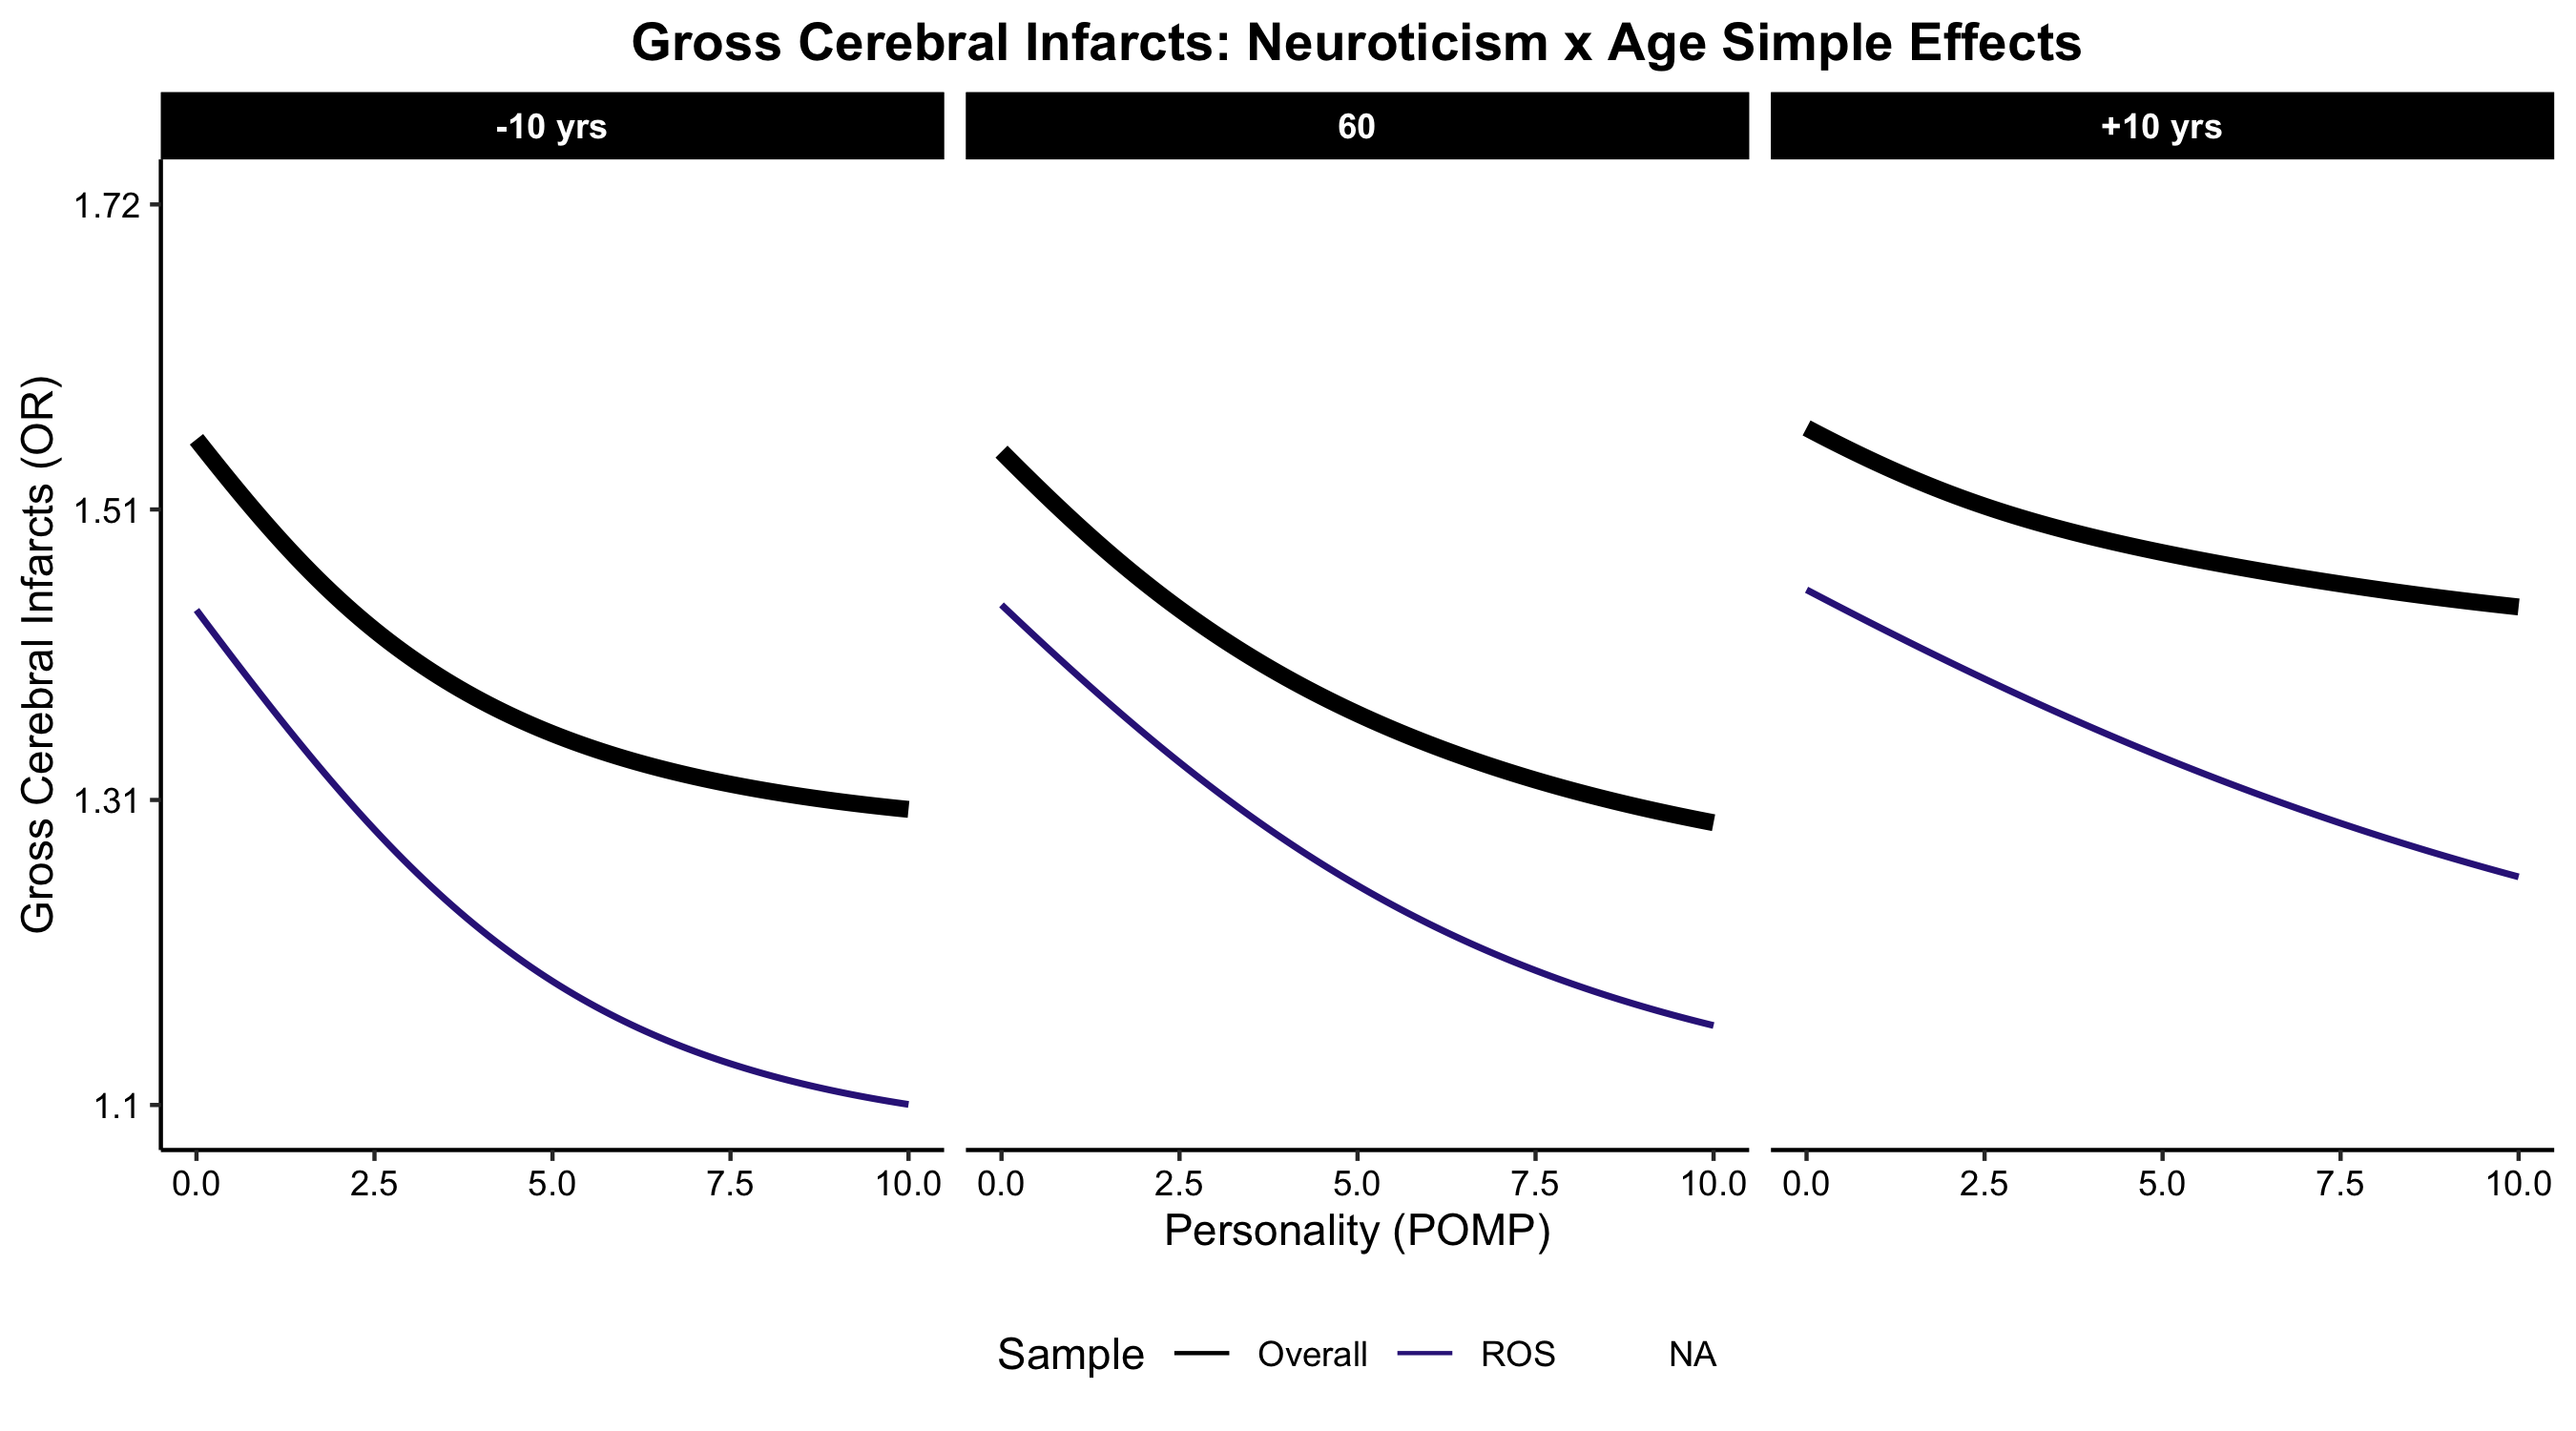 Gross Cerebral Infarcts: Neuroticism x Age Simple Effects
-10 yrs
60
+10 yrs
Gross Cerebral Infarcts (OR)
1.72
1.51
1.31
1.1
0.0 2.5 5.0 7.5 10.0
0.0 2.5 5.0 7.5 10.0
0.0 2.5 5.0 7.5 10.0
Personality (POMP)
Sample Overall ROS NA